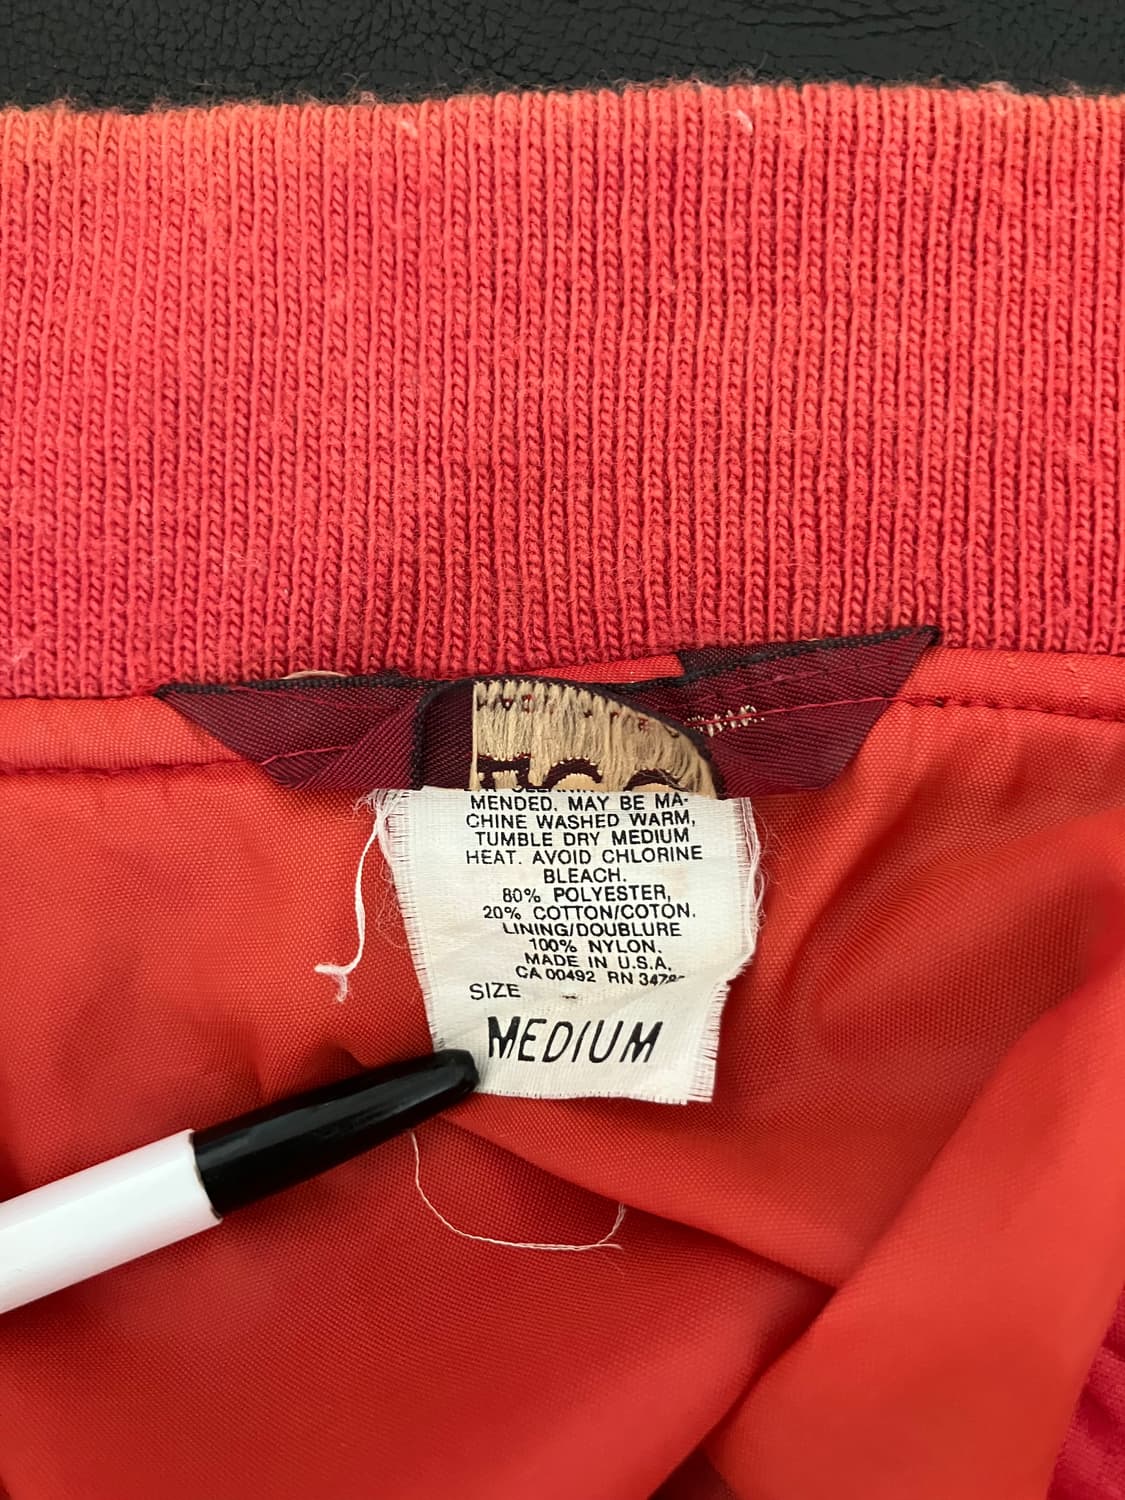 MENDED. MAY BE MA-
CHINE WASHED WARM,
TUMBLE DRY MEDIUM
HEAT. AVOID CHLORINE
BLEACH.
80% POLYESTER,
20% COTTON/COTON.
LINING/DOUBLURE
100% NYLON.
MADE IN U.S.A.
CA 00492 RN
SIZE
MEDIUM